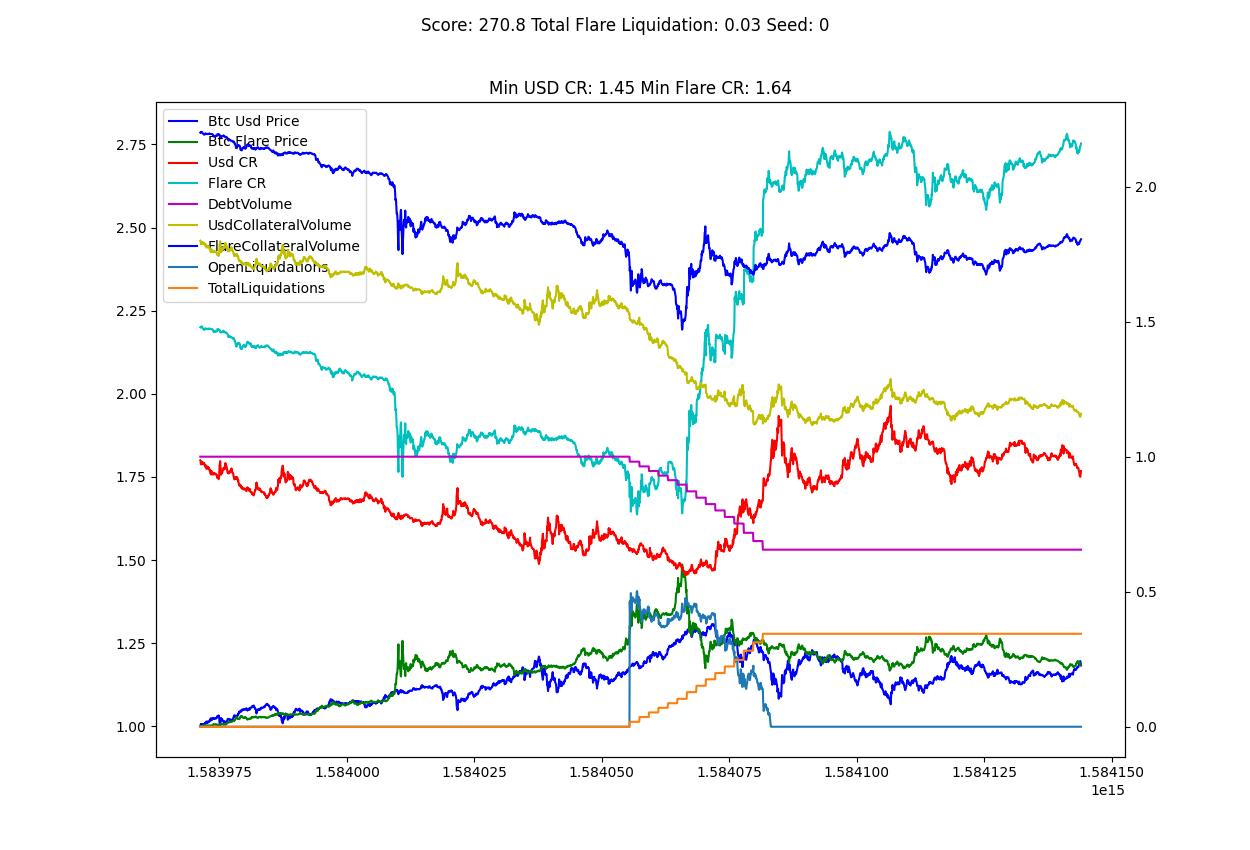 Score: 270.8 Total Flare Liquidation: 0.03 Seed: 0
Min USD CR: 1.45 Min Flare CR: 1.64
Btc Usd Price
Btc Flare Price
Usd CR
Flare CR
DebtVolume
UsdCollateralVolume
FlareCollateralVolume
OpenLiquidations
TotalLiquidations
2.75
2.50
2.25
2.00
1.75
1.50
1.25
1.00
2.0
1.5
1.0
0.5
0.0
1.583975 1.584000 1.584025 1.584050 1.584075 1.584100 1.584125 1.584150
1e15